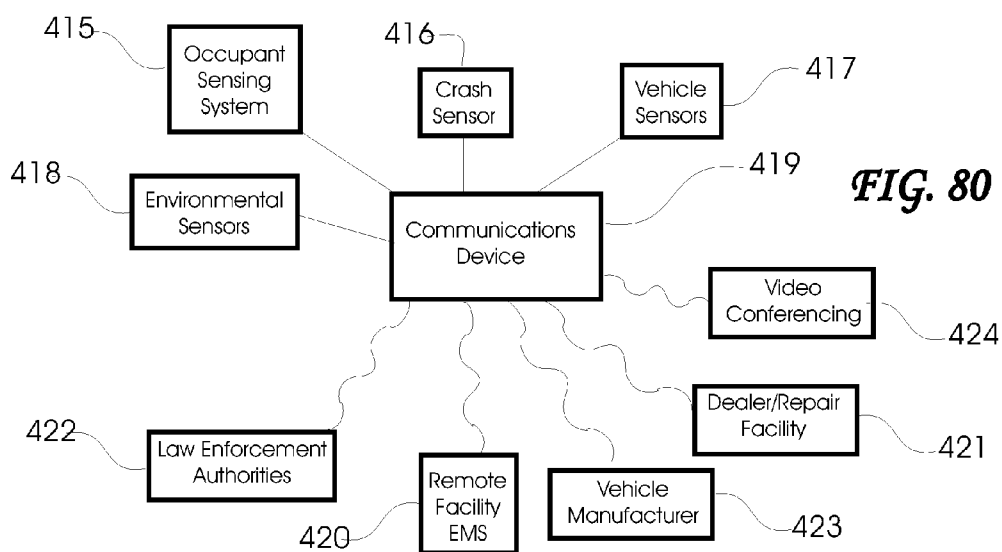 415
Occupant
Sensing
System
416
Crash
Sensor
Vehicle
Sensors
417
418
Environmental
Sensors
Communications
Device
419
FIG. 80
Video
Conferencing
424
Dealer/Repair
Facility
421
422
Law Enforcement
Authorities
420
Remote
Facility
EMS
Vehicle
Manufacturer
423